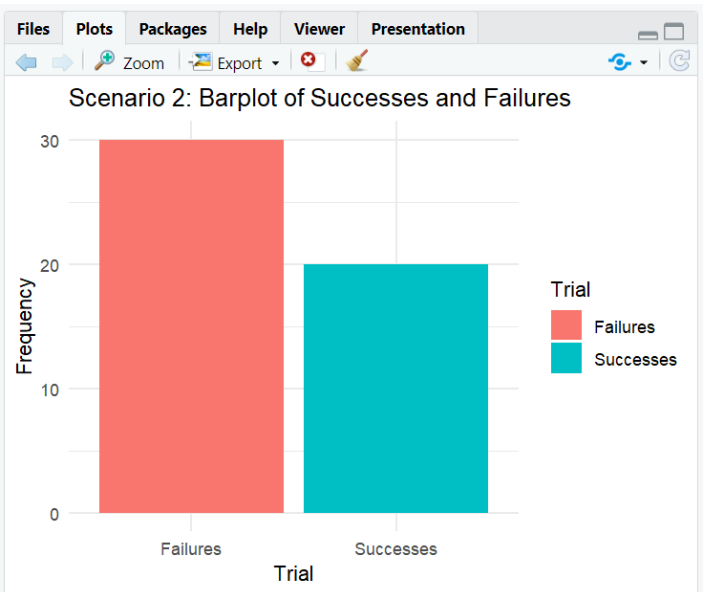 Files Plots Packages Help Viewer Presentation
Zoom Export
Scenario 2: Barplot of Successes and Failures
30
20
10
0
Frequency
Failures Successes
Trial
Trial
Failures
Successes